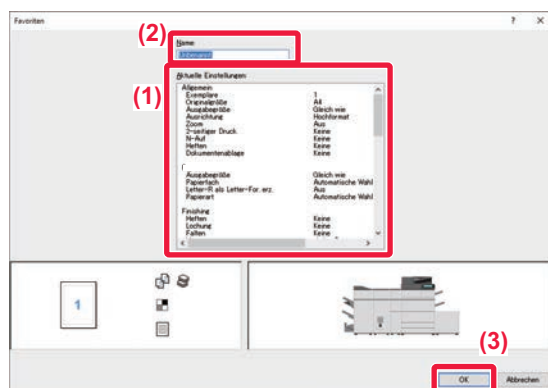 Favoriten ? X
(2)
Name
(1)
Aktuelle Einstellungen
Allgemein
Exemplare 1
Originalgröße A4
Ausgabegröße Gleich wie
Ausrichtung Hochformat
Zoom Aus
2-seitiger Druck Keine
N-Auf Keine
Heften Keine
Dokumentenablage Keine
Ausgabegröße Gleich wie
Papierfach Automatische Wahl
Letter-R als Letter-For. erz. Aus
Papierart Automatische Wahl
Finishing
Heften Keine
Lochung Keine
Falten Keine
1
(3)
OK Abbrechen